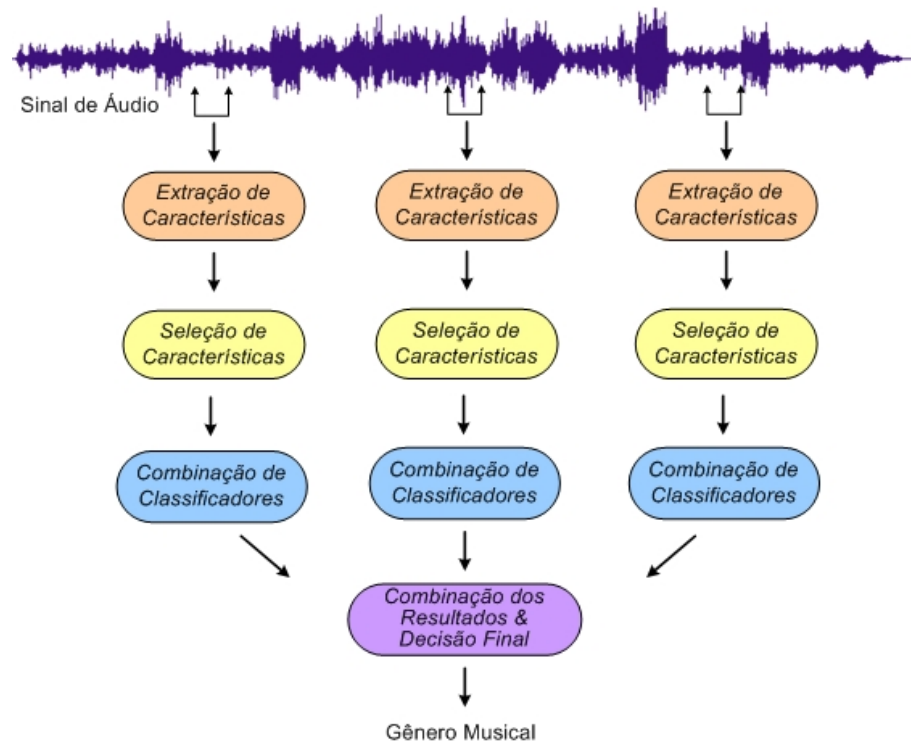 Sinal de Áudio
Extração de
Características
Extração de
Características
Extração de
Características
Seleção de
Características
Seleção de
Características
Seleção de
Características
Combinação de
Classificadores
Combinação de
Classificadores
Combinação de
Classificadores
Combinação dos
Resultados &
Decisão Final
Gênero Musical